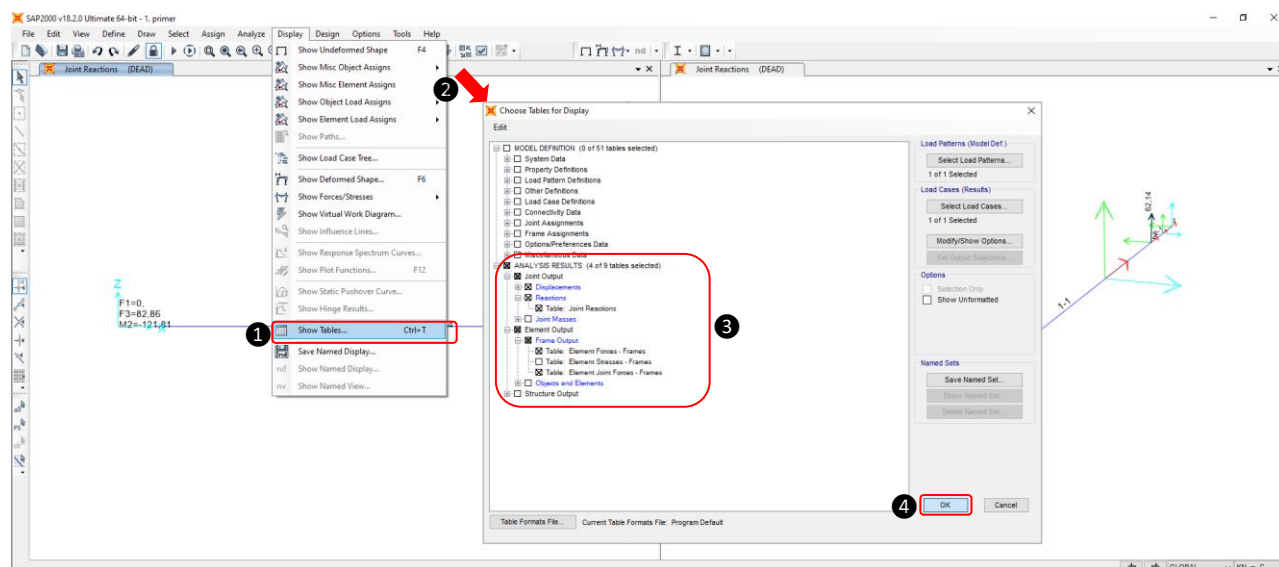 SAP2000 v18.2.0 Ultimate 64-bit - 1. primer
File Edit View Define Draw Select Assign Analyze Display Design Options Tools Help
nd
Joint Reactions (DEAD)
Joint Reactions (DEAD)
Show Undeformed Shape F4
Show Misc Object Assigns
Show Misc Element Assigns
Show Object Load Assigns
Show Element Load Assigns
Show Paths...
Show Load Case Tree...
Show Deformed Shape... F6
Show Forces/Stresses
Show Virtual Work Diagram...
Show Influence Lines...
Show Response Spectrum Curves...
Show Plot Functions... F12
Show Static Pushover Curve...
Show Hinge Results...
1
Show Tables... Ctrl+T
Save Named Display...
nd Show Named Display...
nv Show Named View...
Z
F1=0,
F3=82,86
M2=-121,81
X
2
Choose Tables for Display
Edit
MODEL DEFINITION (0 of 51 tables selected)
System Data
Property Definitions
Load Pattern Definitions
Other Definitions
Load Case Definitions
Connectivity Data
Joint Assignments
Frame Assignments
Options/Preferences Data
Miscellaneous Data
ANALYSIS RESULTS (4 of 9 tables selected)
Joint Output
Displacements
Reactions
Table: Joint Reactions
Joint Masses
Element Output
Frame Output
Table: Element Forces - Frames
Table: Element Stresses - Frames
Table: Element Joint Forces - Frames
Objects and Elements
Structure Output
3
Load Patterns (Model Def.)
Select Load Patterns...
1 of 1 Selected
Load Cases (Results)
Select Load Cases...
1 of 1 Selected
Modify/Show Options...
Set Output Selections...
Options
Selection Only
Show Unformatted
Named Sets
Save Named Set...
Show Named Set...
Delete Named Set...
4
OK
Cancel
Table Formats File...
Current Table Formats File: Program Default
62,14
1-1
GLOBAL